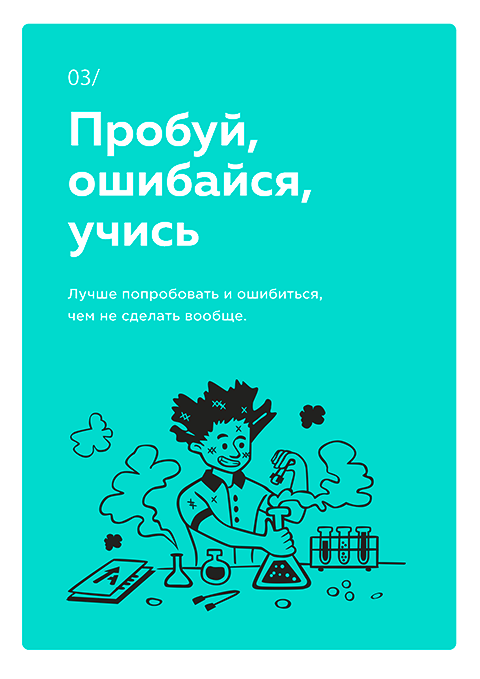 03/
Пробуй,
ошибайся,
учись
Лучше попробовать и ошибиться,
чем не сделать вообще.
A